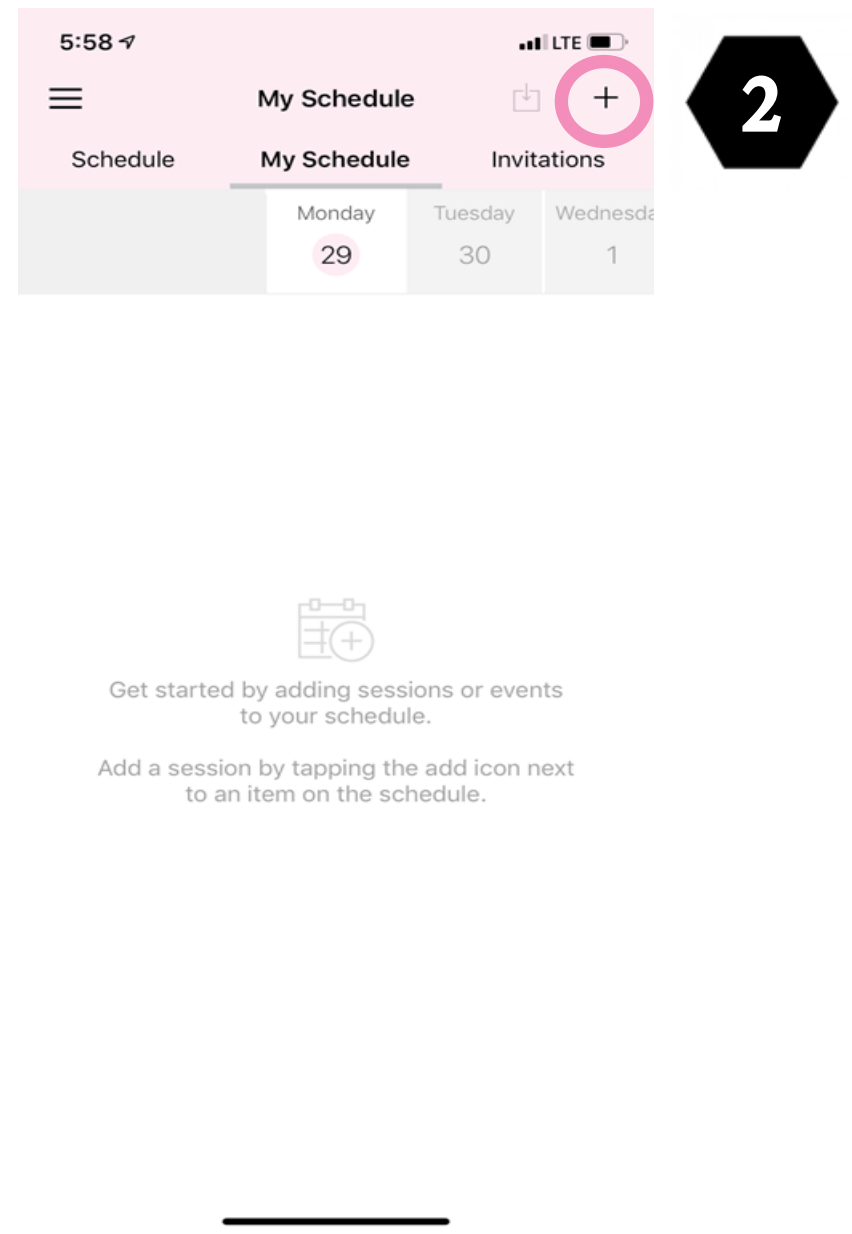 5:58 LTE
My Schedule
2
Schedule My Schedule Invitations
Monday Tuesday Wednesda
29 30 1
Get started by adding sessions or events
to your schedule.
Add a session by tapping the add icon next
to an item on the schedule.